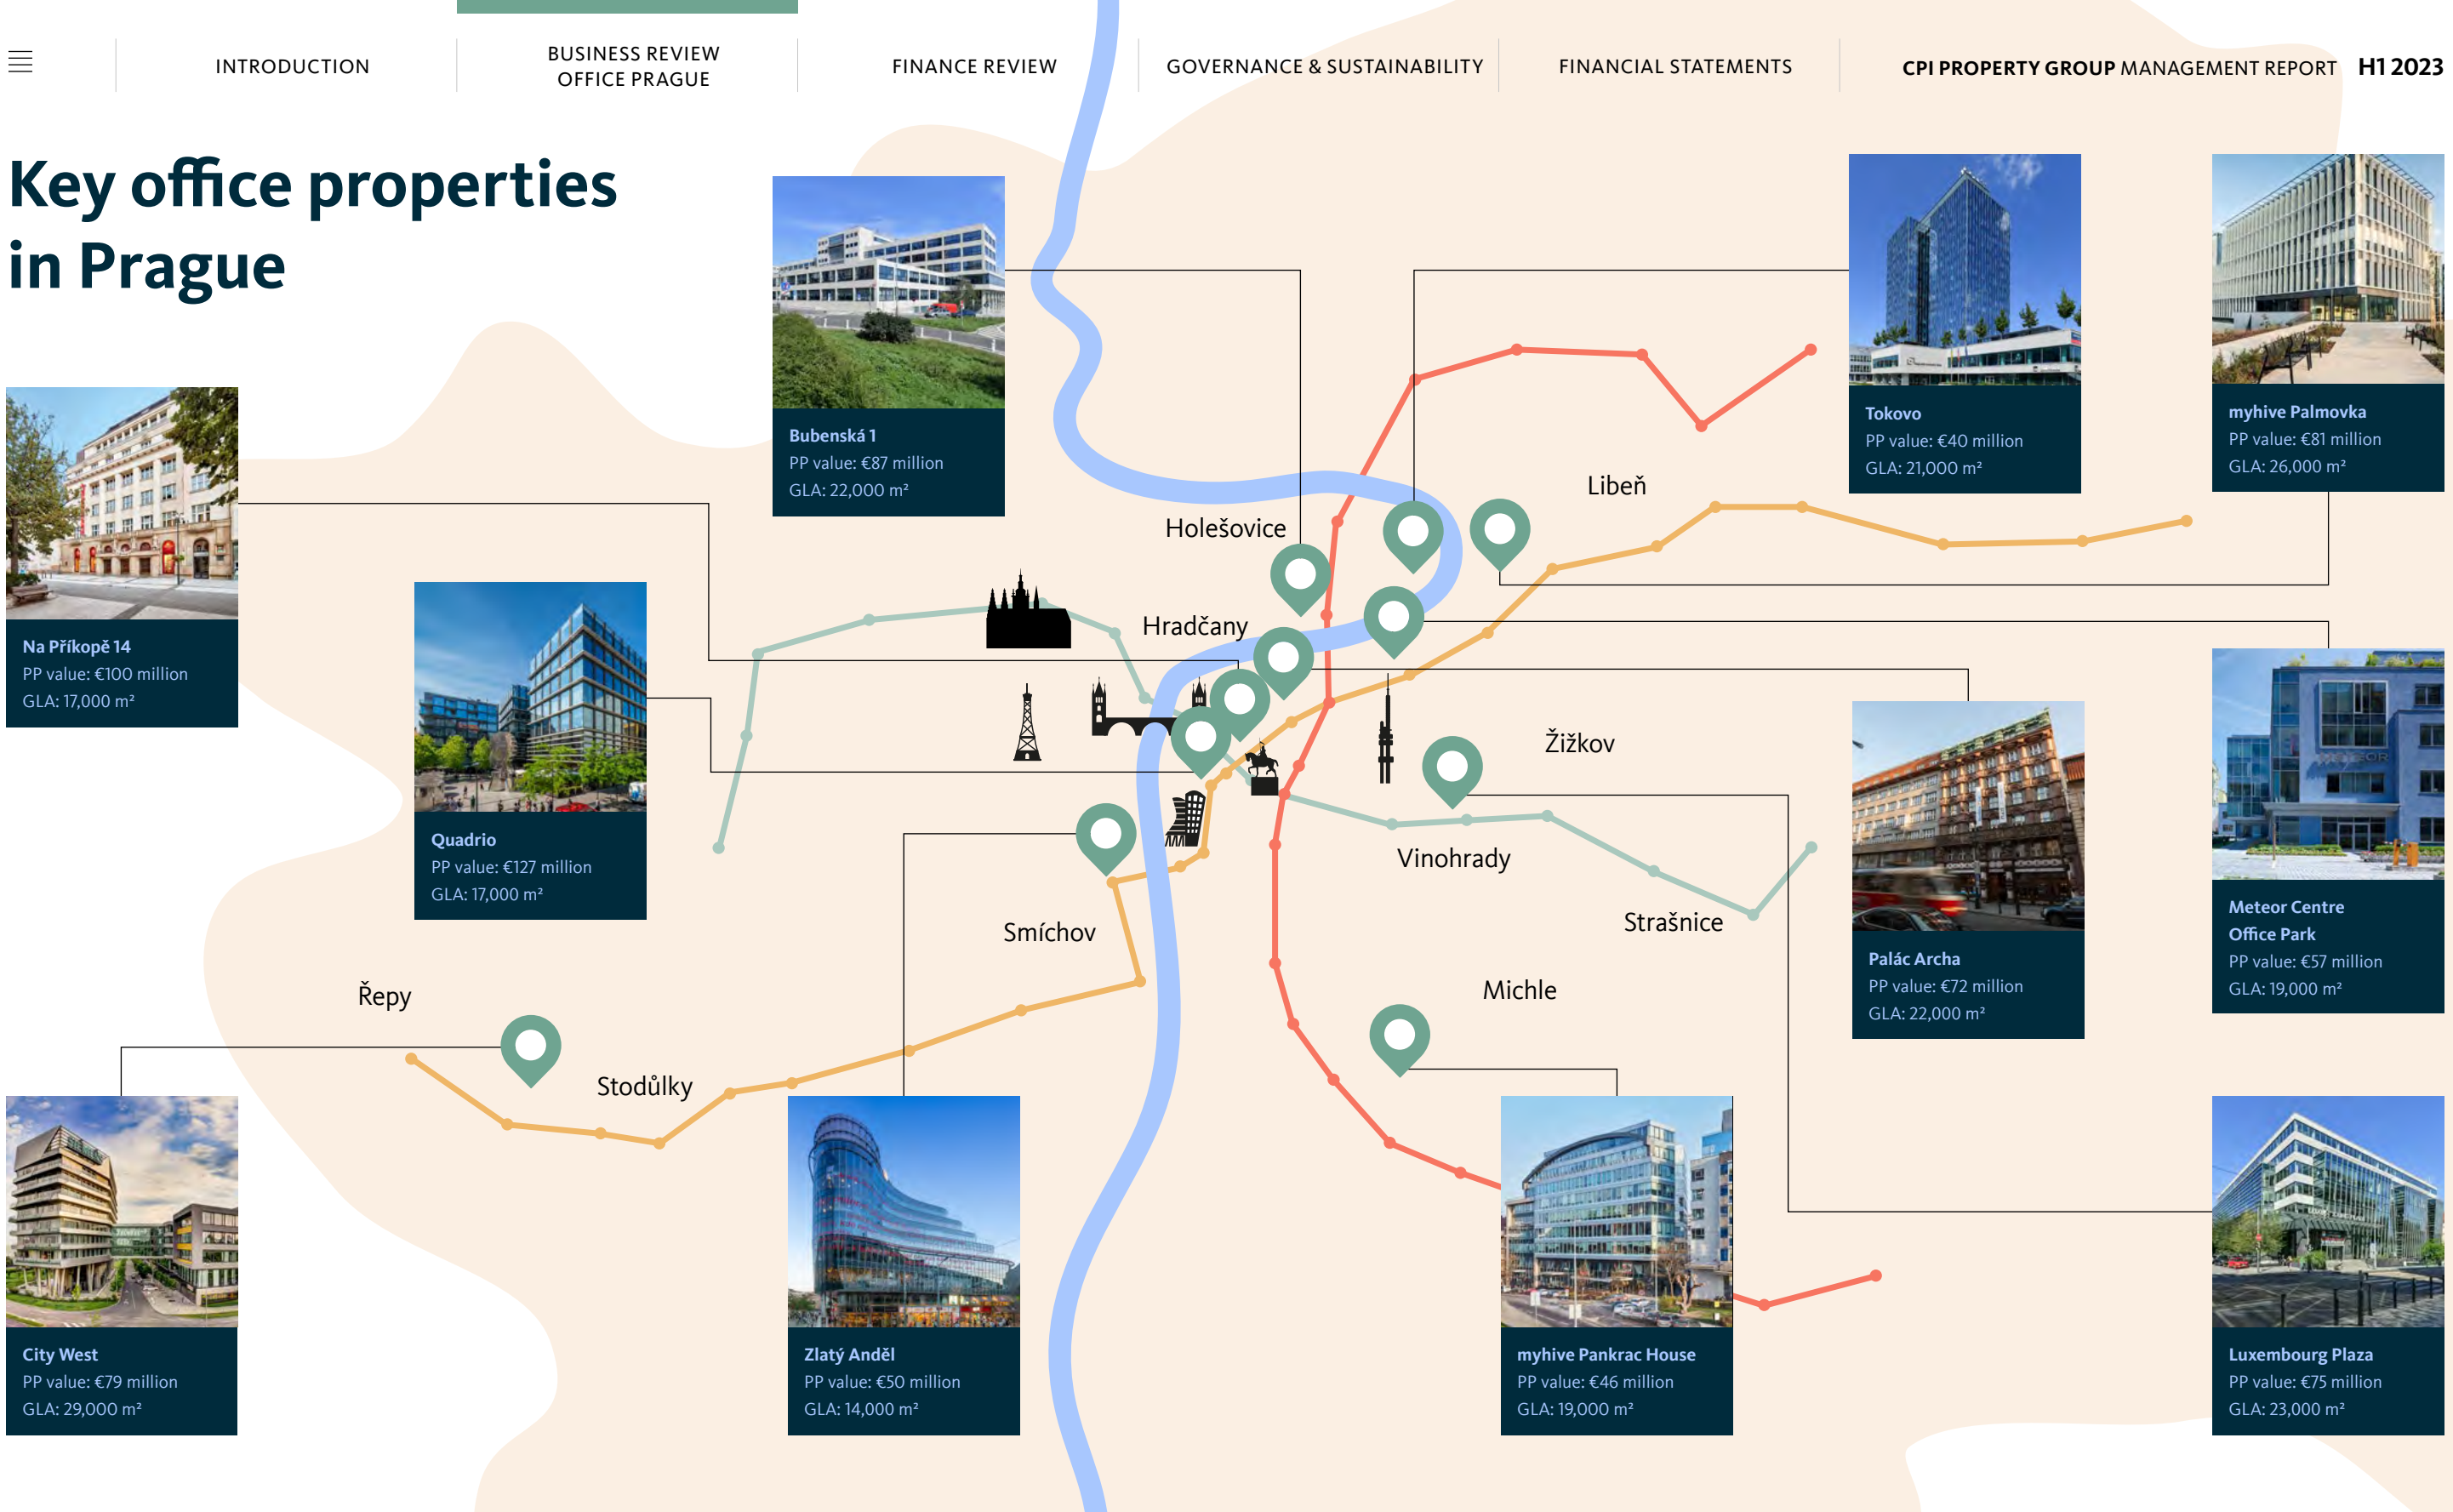 INTRODUCTION
BUSINESS REVIEW
OFFICE PRAGUE
FINANCE REVIEW
GOVERNANCE & SUSTAINABILITY
FINANCIAL STATEMENTS
CPI PROPERTY GROUP MANAGEMENT REPORT H1 2023
Key office properties
in Prague
Bubenská 1
PP value: €87 million
GLA: 22,000 m²
Tokovo
PP value: €40 million
GLA: 21,000 m²
myhive Palmovka
PP value: €81 million
GLA: 26,000 m²
Na Příkopě 14
PP value: €100 million
GLA: 17,000 m²
Quadrio
PP value: €127 million
GLA: 17,000 m²
Holešovice
Libeň
Hradčany
Žižkov
Vinohrady
Strašnice
Smíchov
Michle
Řepy
Stodůlky
Palác Archa
PP value: €72 million
GLA: 22,000 m²
METEOR
Meteor Centre
Office Park
PP value: €57 million
GLA: 19,000 m²
City West
PP value: €79 million
GLA: 29,000 m²
Zlatý Anděl
PP value: €50 million
GLA: 14,000 m²
myhive Pankrac House
PP value: €46 million
GLA: 19,000 m²
Luxembourg Plaza
PP value: €75 million
GLA: 23,000 m²